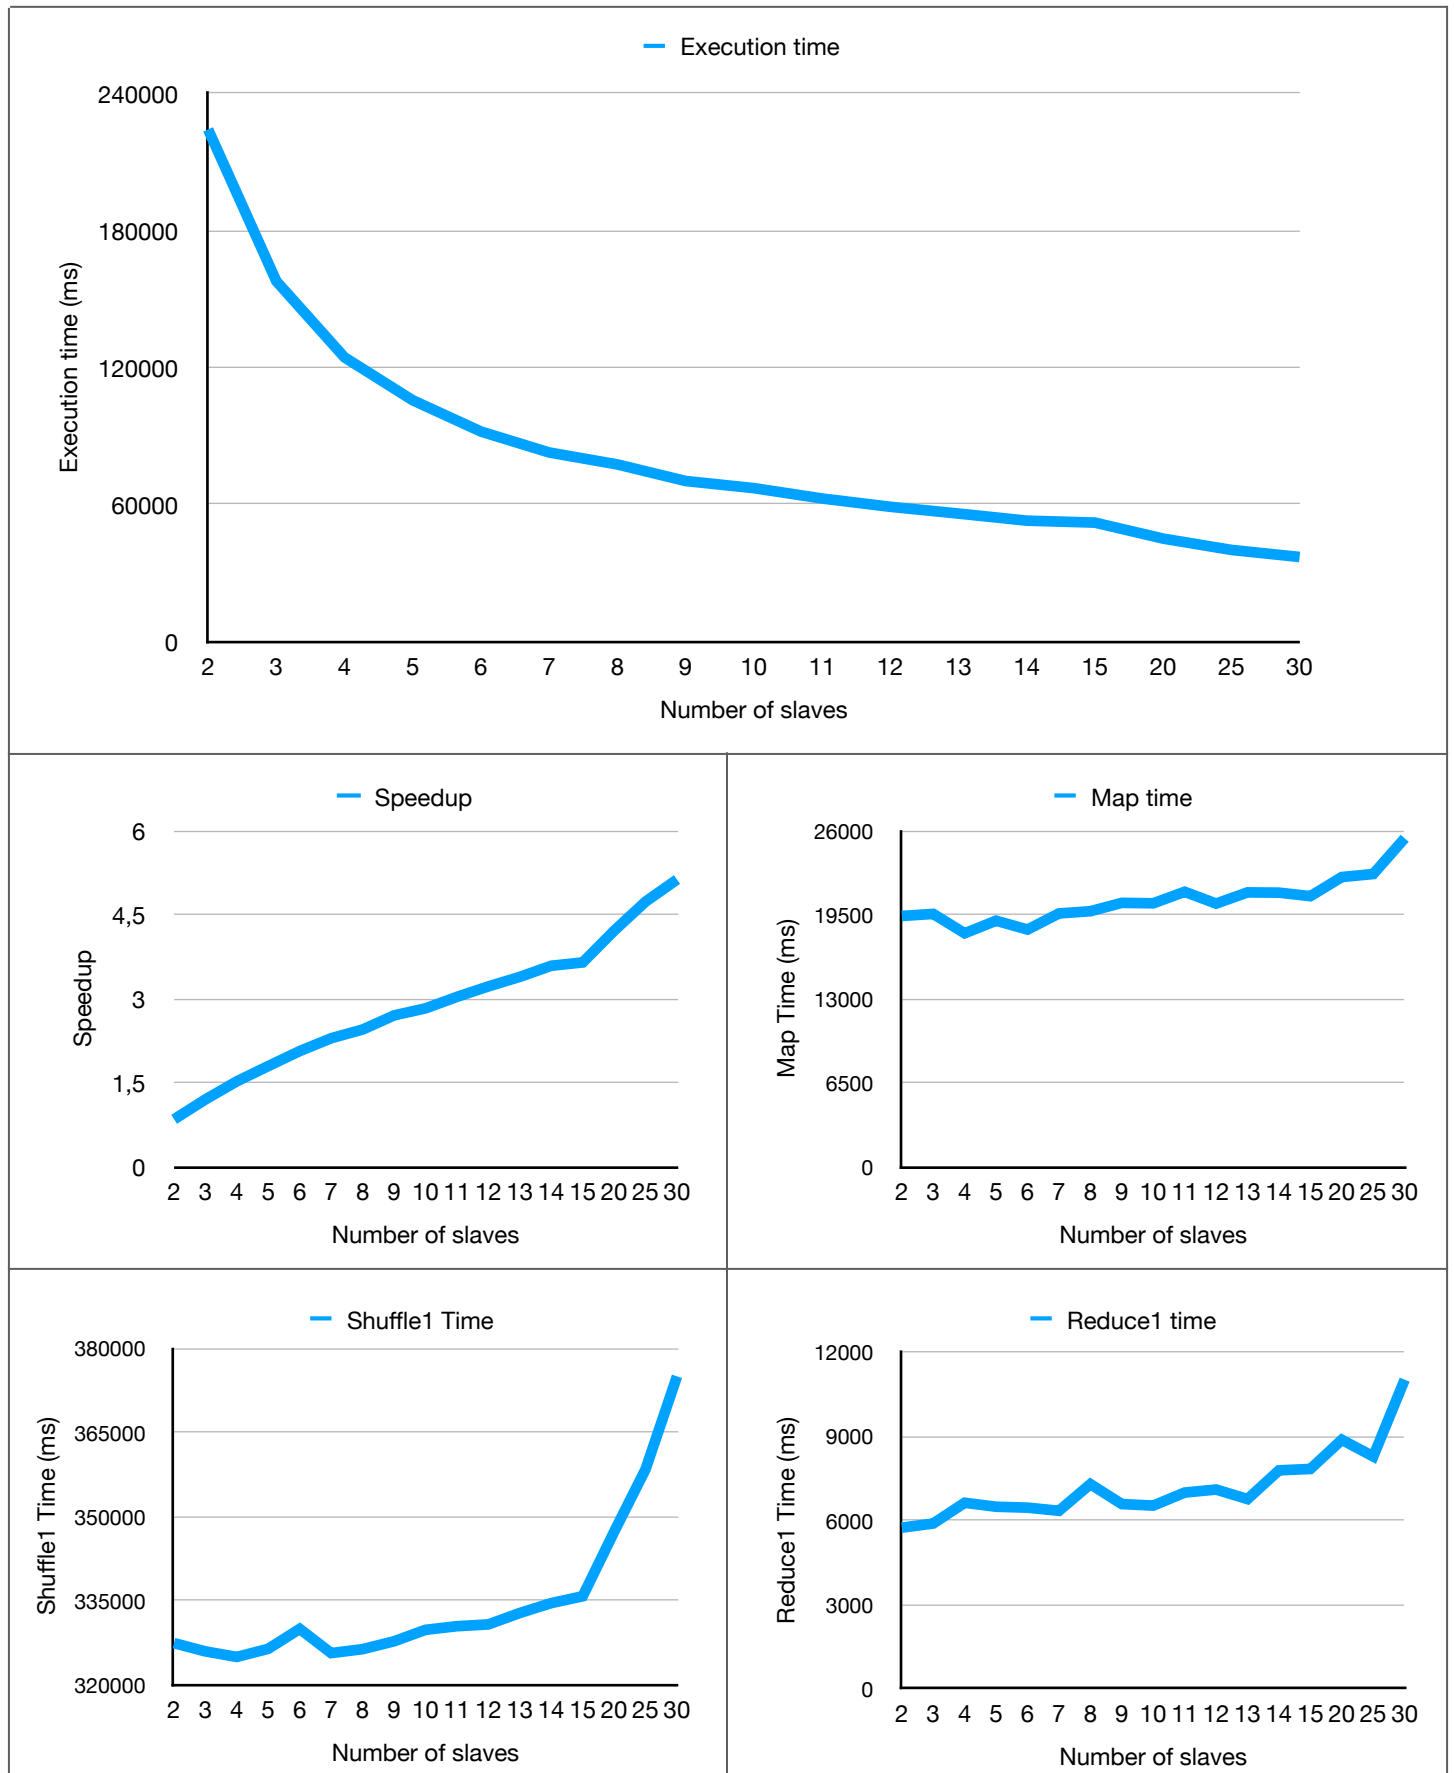 Execution time
240000
180000
120000
60000
0
Execution time (ms)
2 3 4 5 6 7 8 9 10 11 12 13 14 15 20 25 30
Number of slaves
Speedup
6
4,5
3
1,5
0
Speedup
2 3 4 5 6 7 8 9 10 11 12 13 14 15 20 25 30
Number of slaves
Map time
26000
19500
13000
6500
0
Map Time (ms)
2 3 4 5 6 7 8 9 10 11 12 13 14 15 20 25 30
Number of slaves
Shuffle1 Time
380000
365000
350000
335000
320000
Shuffle1 Time (ms)
2 3 4 5 6 7 8 9 10 11 12 13 14 15 20 25 30
Number of slaves
Reduce1 time
12000
9000
6000
3000
0
Reduce1 Time (ms)
2 3 4 5 6 7 8 9 10 11 12 13 14 15 20 25 30
Number of slaves